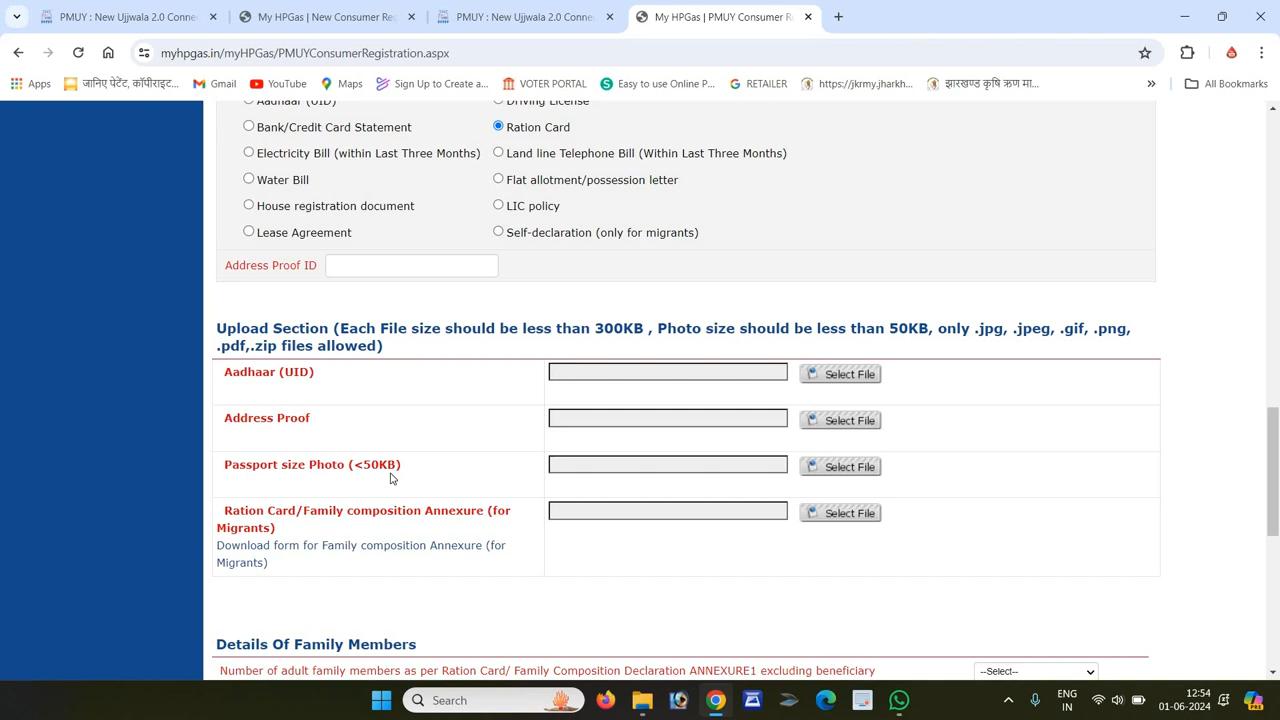 PMUY : New Ujjwala 2.0 Connec
My HPGas | New Consumer Reg
PMUY : New Ujjwala 2.0 Connec
My HPGas | PMUY Consumer R
myhpgas.in/myHPGas/PMUYConsumerRegistration.aspx
Apps
जानिए पेटेंट, कॉपीराइट...
Gmail
YouTube
Maps
Sign Up to Create a...
VOTER PORTAL
Easy to use Online P...
RETAILER
https://jkrmy.jharkh...
झारखण्ड कृषि ऋण मा...
All Bookmarks
Aadhaar (UID)
Driving License
Bank/Credit Card Statement
Ration Card
Electricity Bill (within Last Three Months)
Land line Telephone Bill (Within Last Three Months)
Water Bill
Flat allotment/possession letter
House registration document
LIC policy
Lease Agreement
Self-declaration (only for migrants)
Address Proof ID
Upload Section (Each File size should be less than 300KB , Photo size should be less than 50KB, only .jpg, .jpeg, .gif, .png,
.pdf,.zip files allowed)
Aadhaar (UID)
Select File
Address Proof
Select File
Passport size Photo (<50KB)
Select File
Ration Card/Family composition Annexure (for
Migrants)
Select File
Download form for Family composition Annexure (for
Migrants)
Details Of Family Members
Number of adult family members as per Ration Card/ Family Composition Declaration ANNEXURE1 excluding beneficiary
--Select--
Search
ENG
IN
12:54
01-06-2024